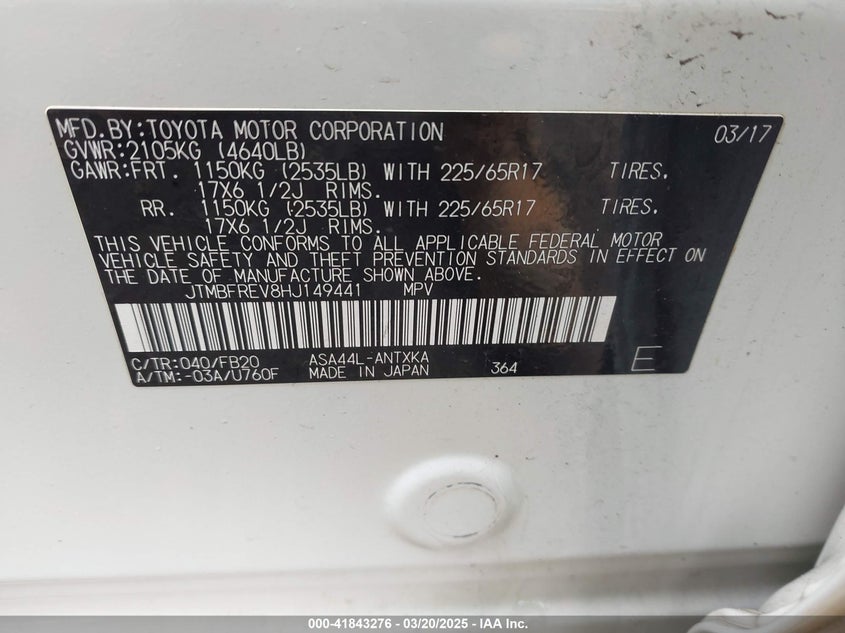 MFD.BY:TOYOTA MOTOR CORPORATION 03/17
GVWR:2105KG (4640LB)
GAWR:FRT. 1150KG (2535LB) WITH 225/65R17 TIRES.
17X6 1/2J RIMS.
RR. 1150KG (2535LB) WITH 225/65R17 TIRES.
17X6 1/2J RIMS.
THIS VEHICLE CONFORMS TO ALL APPLICABLE FEDERAL MOTOR
VEHICLE SAFETY AND THEFT PREVENTION STANDARDS IN EFFECT ON
THE DATE OF MANUFACTURE SHOWN ABOVE.
JTMBFREV8HJ149441 MPV
C/TR:040/FB20 ASA44L-ANTXKA
A/TM:-03A/U760F MADE IN JAPAN 364 E
000-41843276 - 03/20/2025 - IAA Inc.